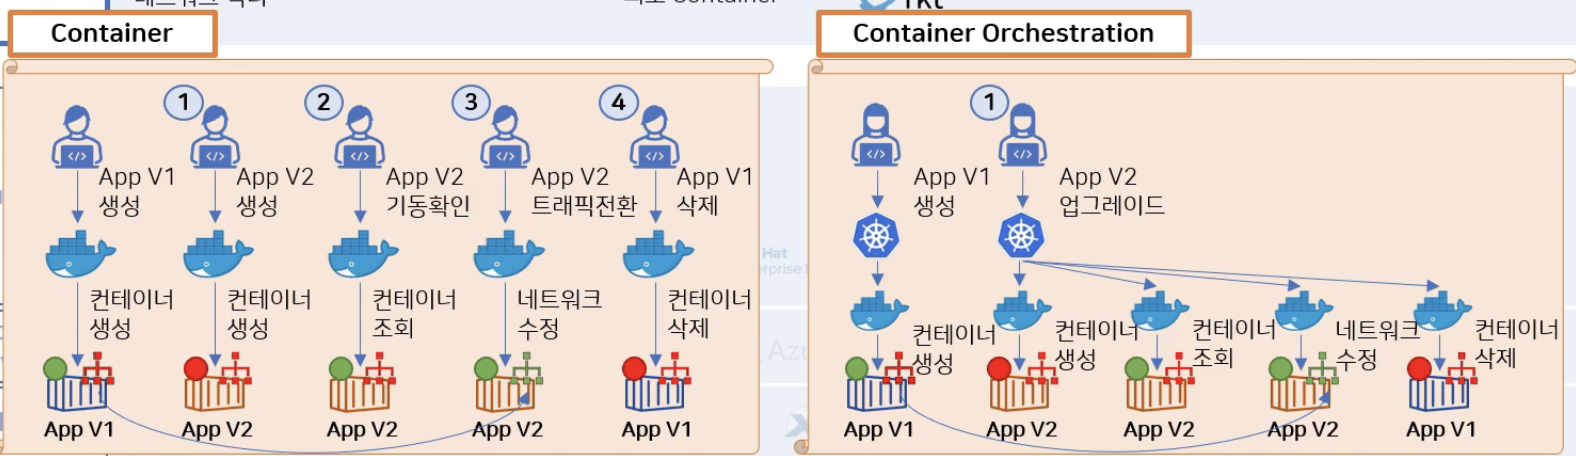 Container
TKG
Container
Container Orchestration
1
2
3
4
App V1
생성
App V2
생성
App V2
기동확인
App V2
트래픽전환
App V1
삭제
컨테이너
생성
컨테이너
생성
컨테이너
조회
네트워크
수정
컨테이너
삭제
App V1
App V2
App V2
App V2
App V1
1
App V1
생성
App V2
업그레이드
컨테이너
생성
컨테이너
생성
컨테이너
조회
네트워크
수정
컨테이너
삭제
App V1
App V2
App V2
App V2
App V1
Hat